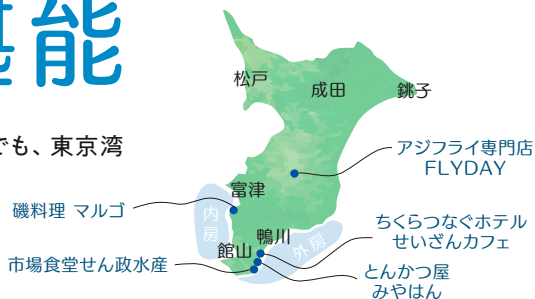 能
でも、東京湾
松戸
成田
銚子
アジフライ専門店
FLYDAY
富津
磯料理 マルゴ
内房
ちくらつなぐホテル
せいざんカフェ
鴨川
館山
外房
市場食堂せん政水産
とんかつ屋
みやはん